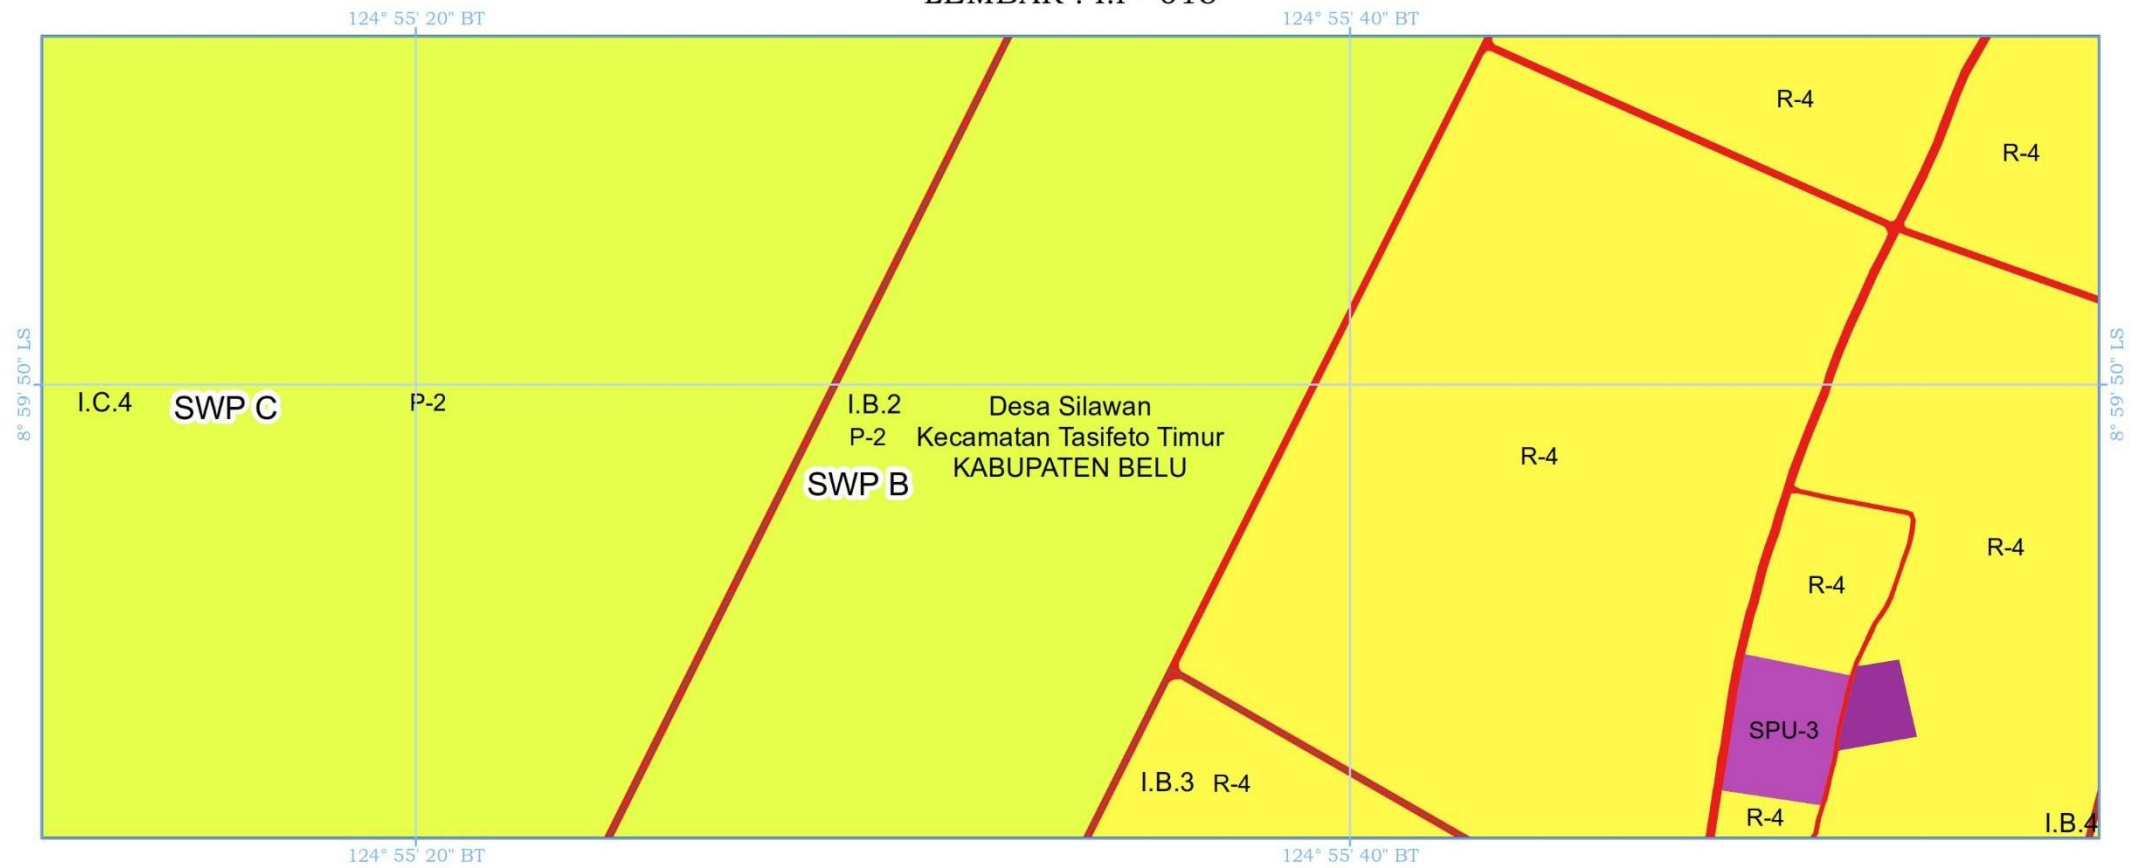 124° 55' 20" BT
124° 55' 40" BT
R-4
R-4
8° 59' 50" LS
8° 59' 50" LS
I.C.4
SWP C
P-2
I.B.2
P-2
SWP B
Desa Silawan
Kecamatan Tasifeto Timur
KABUPATEN BELU
R-4
R-4
R-4
SPU-3
I.B.3
R-4
R-4
I.B.4
124° 55' 20" BT
124° 55' 40" BT